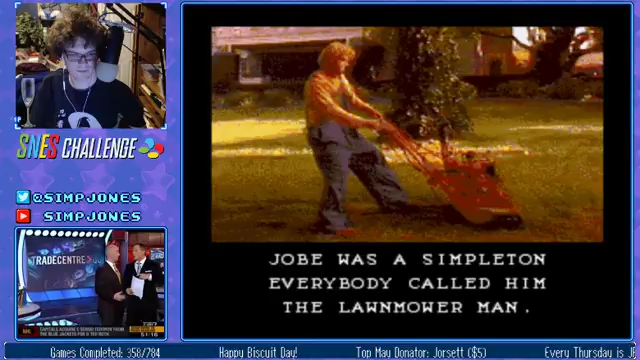 SNES CHALLENGE
@SIMPJONES
SIMPJONES
TRADECENTRE
JOBE WAS A SIMPLETON
EVERYBODY CALLED HIM
THE LAWNMOWER MAN.
Games Completed: 358/784
Happy Biscuit Day!
Top May Donator: Jorsett ($5)
Every Thursday is